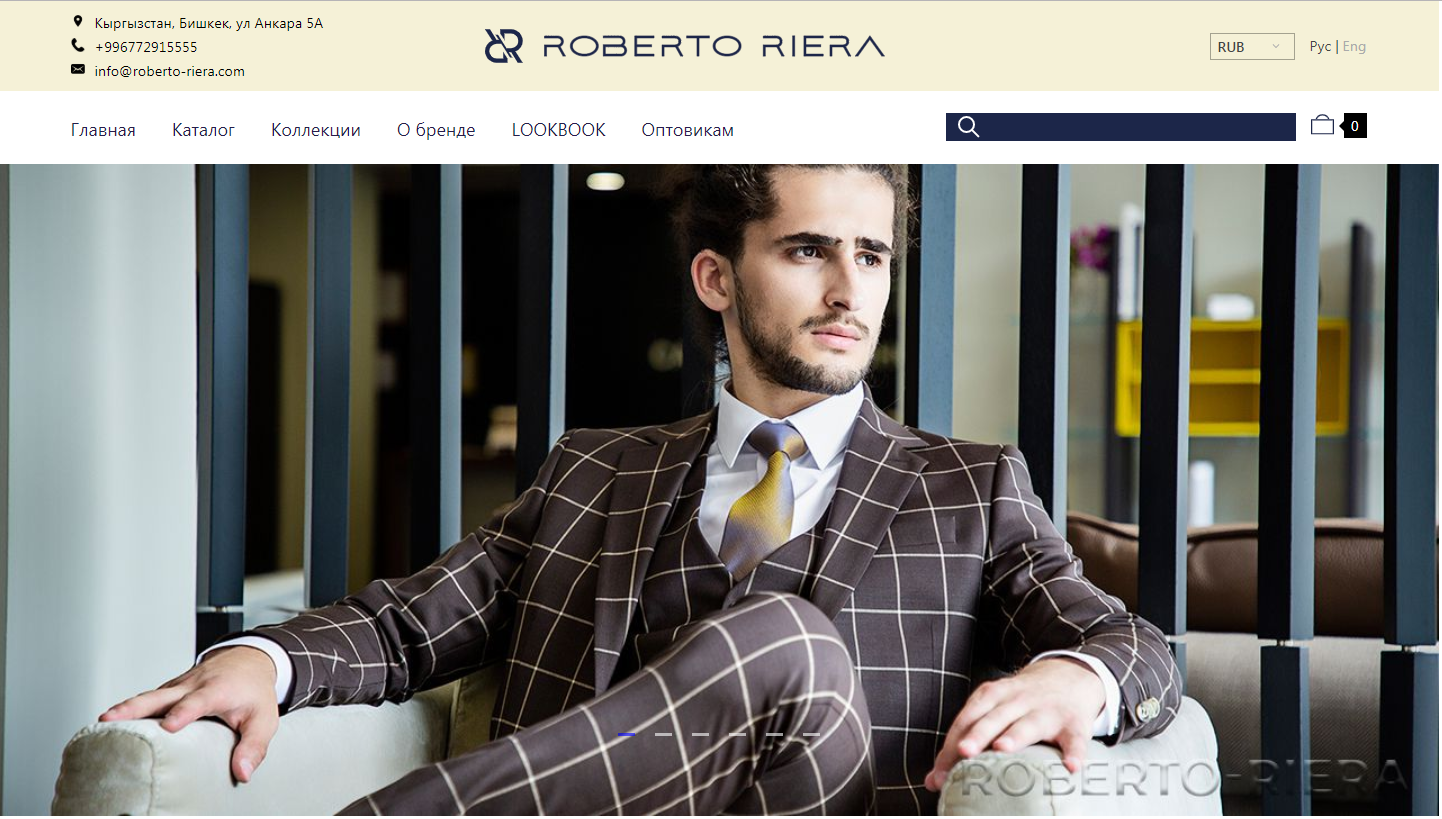 Кыргызстан, Бишкек, ул Анкара 5А
+996772915555
info@roberto-riera.com
ROBERTO RIERA
RUB
Рус | Eng
Главная Каталог Коллекции О бренде LOOKBOOK Оптовикам
0
ROBERTO-RIERA